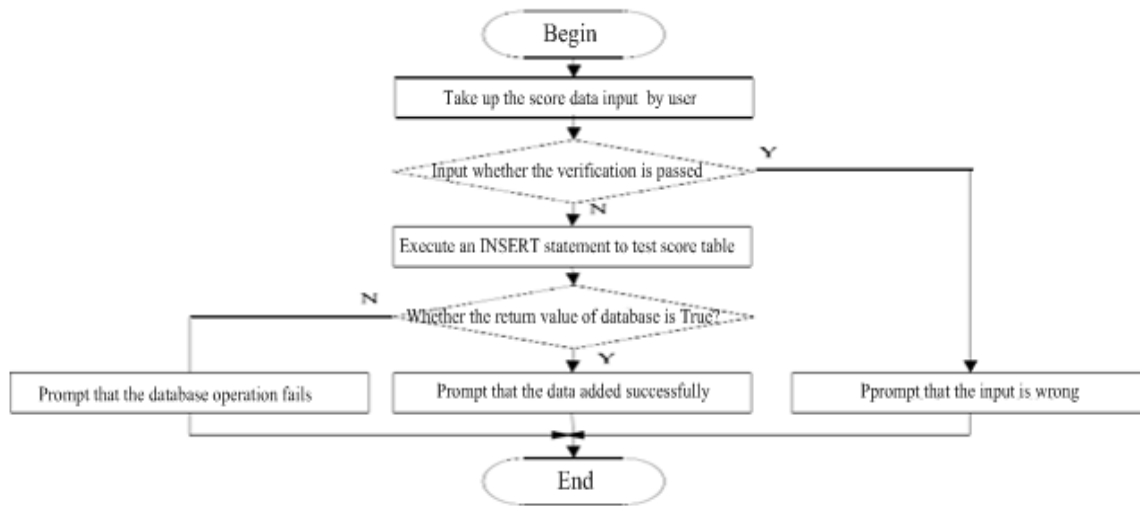 Begin
Take up the score data input by user
Input whether the verification is passed
Y
N
Execute an INSERT statement to test score table
N
Whether the return value of database is True?
Y
Prompt that the database operation fails
Prompt that the data added successfully
Pprompt that the input is wrong
End